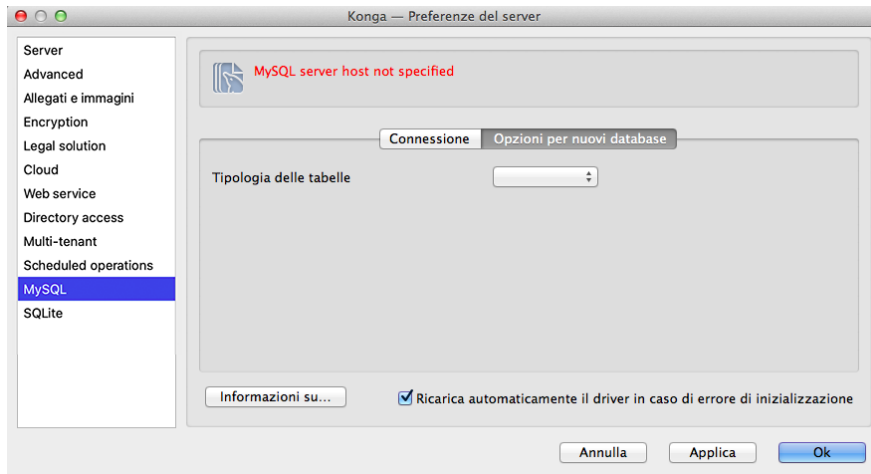 Konga — Preferenze del server
Server
Advanced
Allegati e immagini
Encryption
Legal solution
Cloud
Web service
Directory access
Multi-tenant
Scheduled operations
MySQL
SQLite
MySQL server host not specified
Connessione
Opzioni per nuovi database
Tipologia delle tabelle
Informazioni su...
Ricarica automaticamente il driver in caso di errore di inizializzazione
Annulla
Applica
Ok